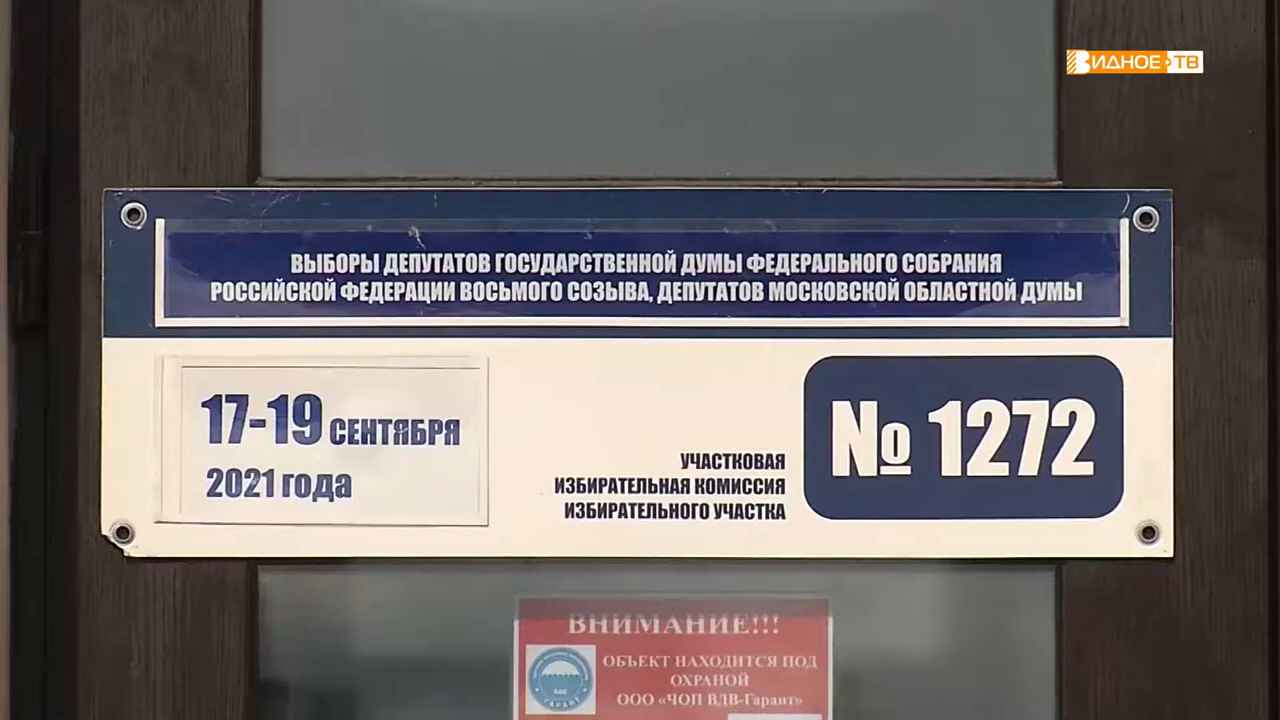 ВИДНОЕ ТВ
ВЫБОРЫ ДЕПУТАТОВ ГОСУДАРСТВЕННОЙ ДУМЫ ФЕДЕРАЛЬНОГО СОБРАНИЯ
РОССИЙСКОЙ ФЕДЕРАЦИИ ВОСЬМОГО СОЗЫВА, ДЕПУТАТОВ МОСКОВСКОЙ ОБЛАСТНОЙ ДУМЫ
17-19 СЕНТЯБРЯ
2021 года
УЧАСТКОВАЯ
ИЗБИРАТЕЛЬНАЯ КОМИССИЯ
ИЗБИРАТЕЛЬНОГО УЧАСТКА
№ 1272
ВНИМАНИЕ!!!
ОБЪЕКТ НАХОДИТСЯ ПОД
ОХРАНОЙ
ООО «ЧОП ВДВ-Гарант»
ГАРАНТ